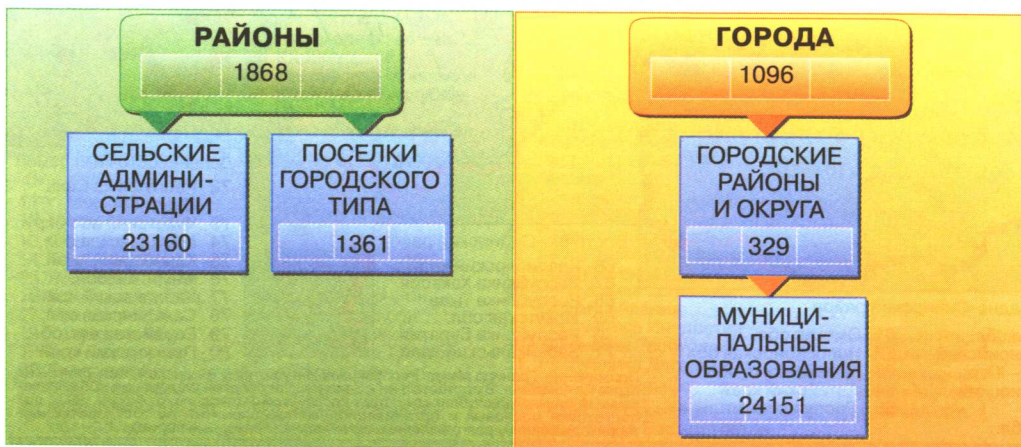 РАЙОНЫ
1868
СЕЛЬСКИЕ
АДМИНИ-
СТРАЦИИ
23160
ПОСЕЛКИ
ГОРОДСКОГО
ТИПА
1361
ГОРОДА
1096
ГОРОДСКИЕ
РАЙОНЫ
И ОКРУГА
329
МУНИЦИ-
ПАЛЬНЫЕ
ОБРАЗОВАНИЯ
24151